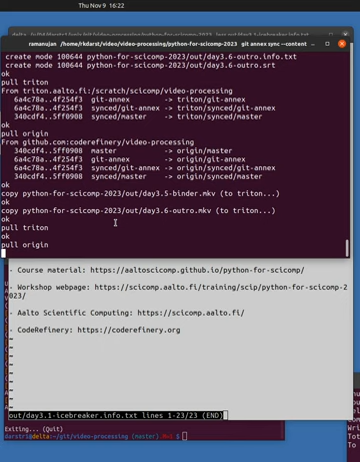 Thu Nov 9 16:22
ramanujan /home/rkdarst/video/video-processing/python-for-scicomp-2023 git annex sync --content
create mode 100644 python-for-scicomp-2023/out/day3.6-outro.info.txt
create mode 100644 python-for-scicomp-2023/out/day3.6-outro.srt
ok
pull triton
From triton.aalto.fi:/scratch/scicomp/video-processing
6a4c78a..4f254f3 git-annex -> triton/git-annex
6a4c78a..4f254f3 synced/git-annex -> triton/synced/git-annex
340cdf4..5ff0908 synced/master -> triton/synced/master
ok
pull origin
From github.com:coderefinery/video-processing
340cdf4..5ff0908 master -> origin/master
6a4c78a..4f254f3 git-annex -> origin/git-annex
6a4c78a..4f254f3 synced/git-annex -> origin/synced/git-annex
340cdf4..5ff0908 synced/master -> origin/synced/master
ok
copy python-for-scicomp-2023/out/day3.5-binder.mkv (to triton...)
ok
copy python-for-scicomp-2023/out/day3.6-outro.mkv (to triton...)
ok
pull triton
ok
pull origin
- Course material: https://aaltoscicomp.github.io/python-for-scicomp/
- Workshop webpage: https://scicomp.aalto.fi/training/scip/python-for-scicomp-2
023/
- Aalto Scientific Computing: https://scicomp.aalto.fi/
- CodeRefinery: https://coderefinery.org
~
~
~
~
~
~
~
out/day3.1-icebreaker.info.txt lines 1-23/23 (END)
Exiting... (Quit)
darstr1@delta:~/git/video-processing (master) $